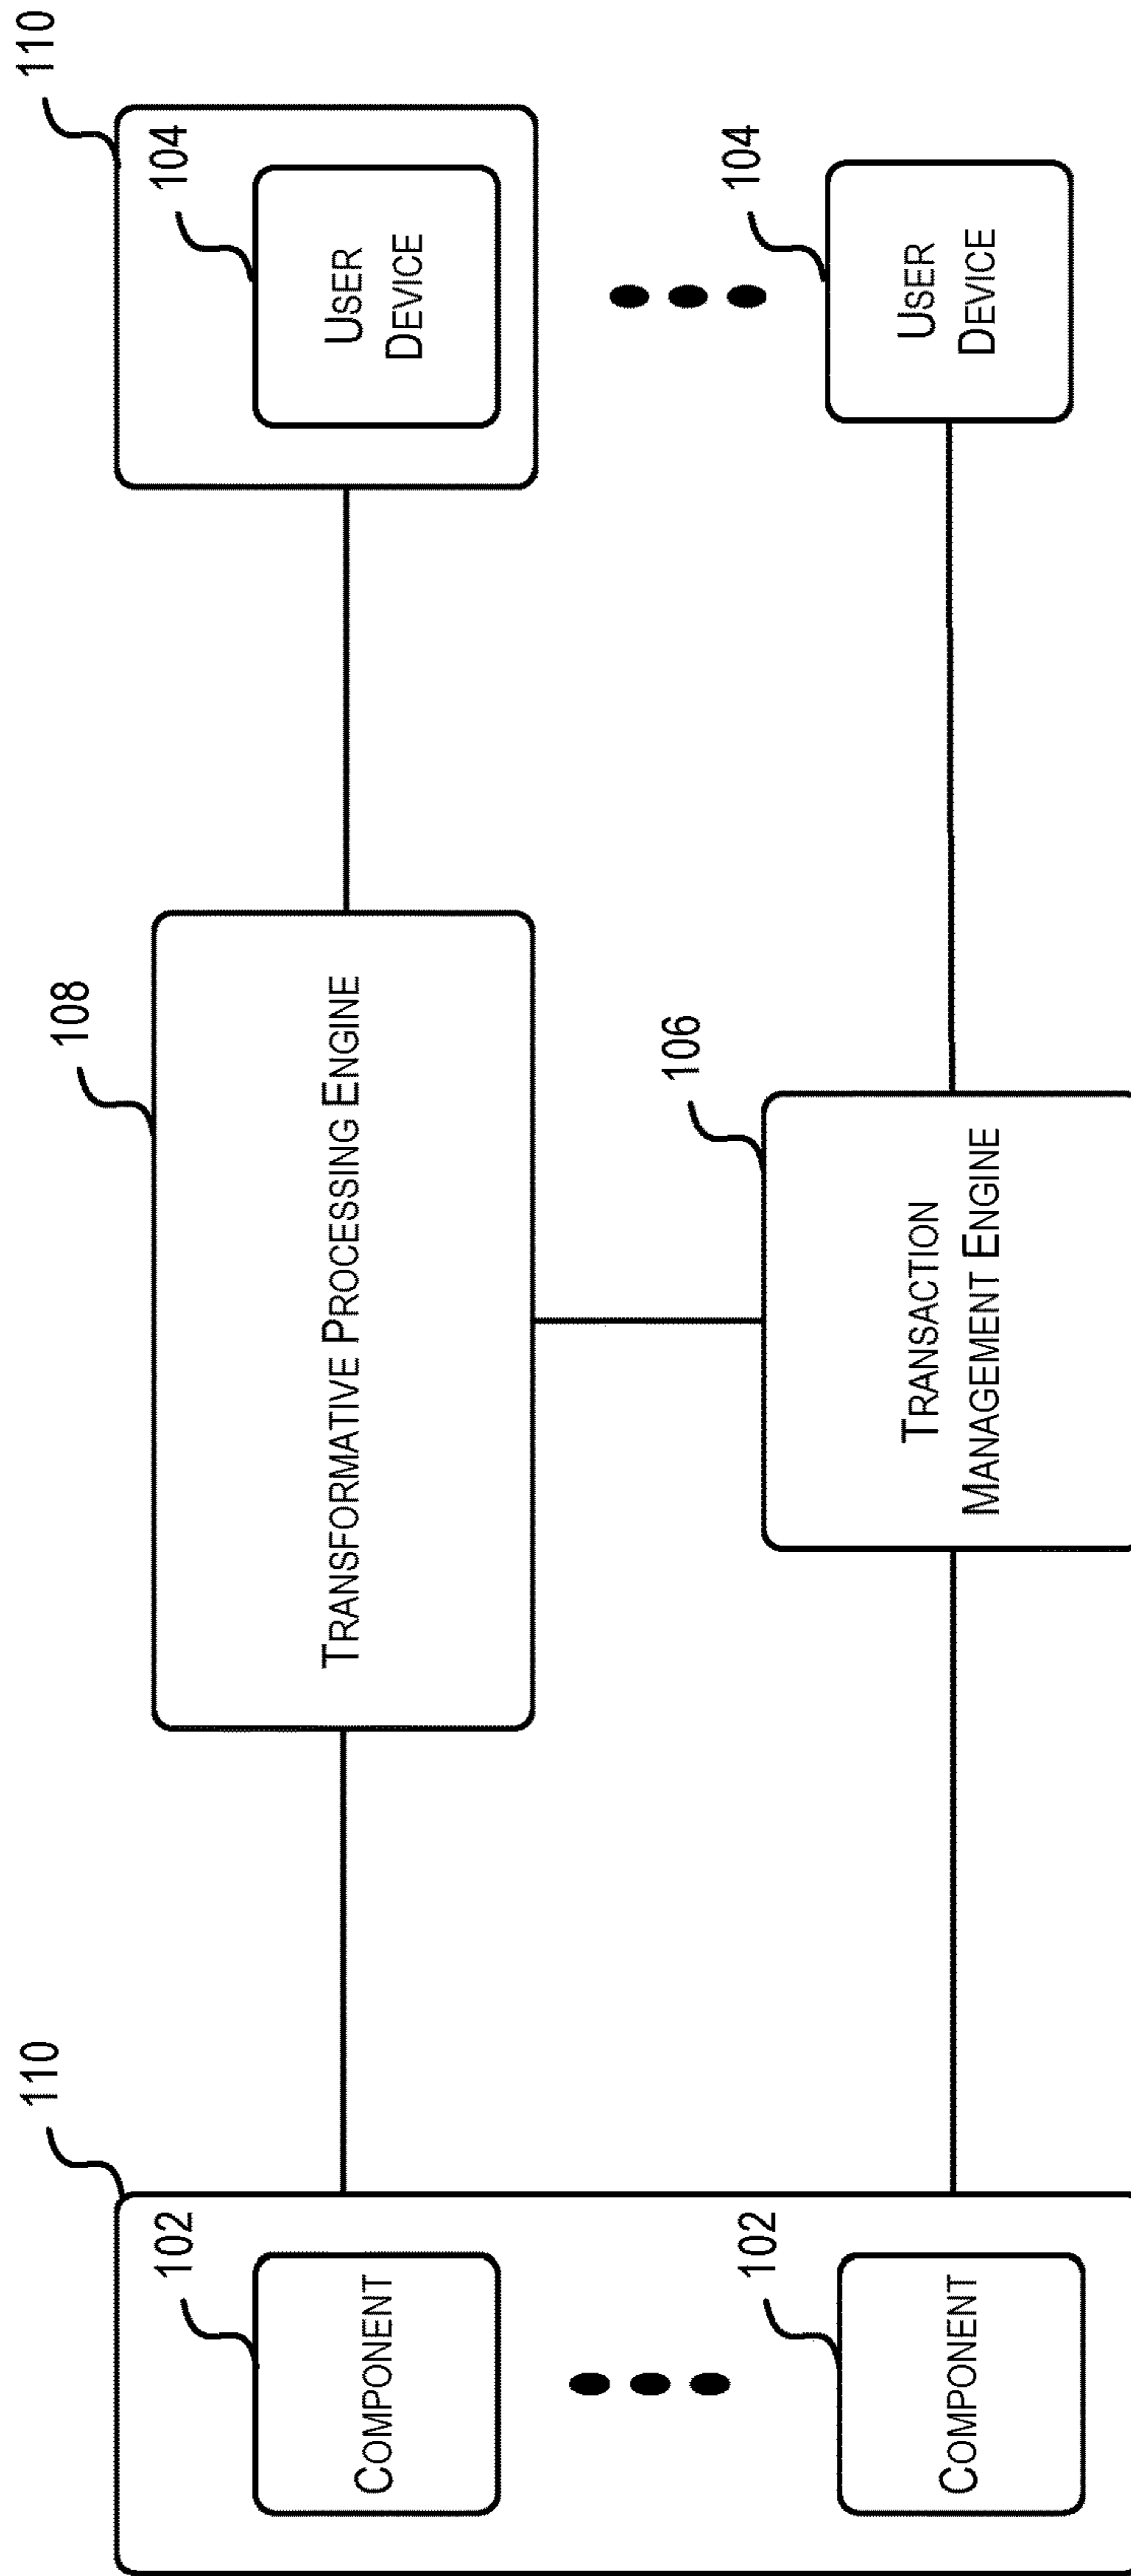 110
102
COMPONENT
102
COMPONENT
108
TRANSFORMATIVE PROCESSING ENGINE
106
TRANSACTION
MANAGEMENT ENGINE
110
104
USER
DEVICE
104
USER
DEVICE